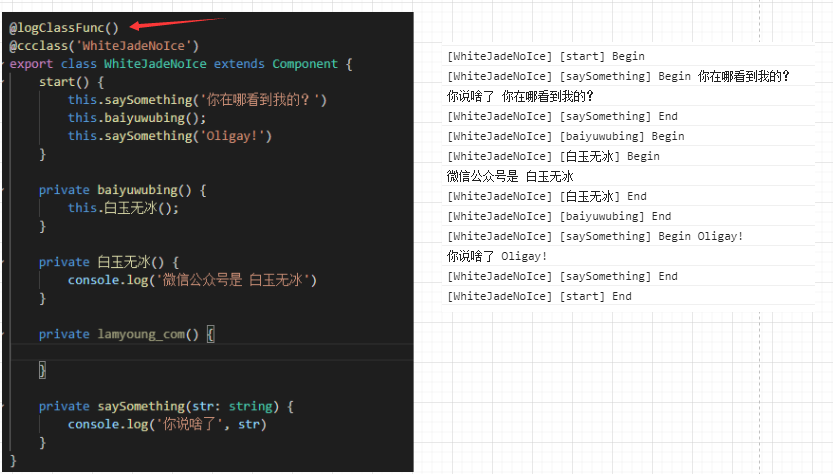 @logClassFunc()
@ccclass('WhiteJadeNoIce')
export class WhiteJadeNoIce extends Component {
start() {
this.saySomething('你在哪看到我的？')
this.baiyuwubing();
this.saySomething('Oligay!')
}
private baiyuwubing() {
this.白玉无冰();
}
private 白玉无冰() {
console.log('微信公众号是 白玉无冰')
}
private lamyoung_com() {
}
private saySomething(str: string) {
console.log('你说啥了', str)
}
}
[WhiteJadeNoIce] [start] Begin
[WhiteJadeNoIce] [saySomething] Begin 你在哪看到我的？
你说啥了 你在哪看到我的？
[WhiteJadeNoIce] [saySomething] End
[WhiteJadeNoIce] [baiyuwubing] Begin
[WhiteJadeNoIce] [白玉无冰] Begin
微信公众号是 白玉无冰
[WhiteJadeNoIce] [白玉无冰] End
[WhiteJadeNoIce] [baiyuwubing] End
[WhiteJadeNoIce] [saySomething] Begin Oligay!
你说啥了 Oligay!
[WhiteJadeNoIce] [saySomething] End
[WhiteJadeNoIce] [start] End